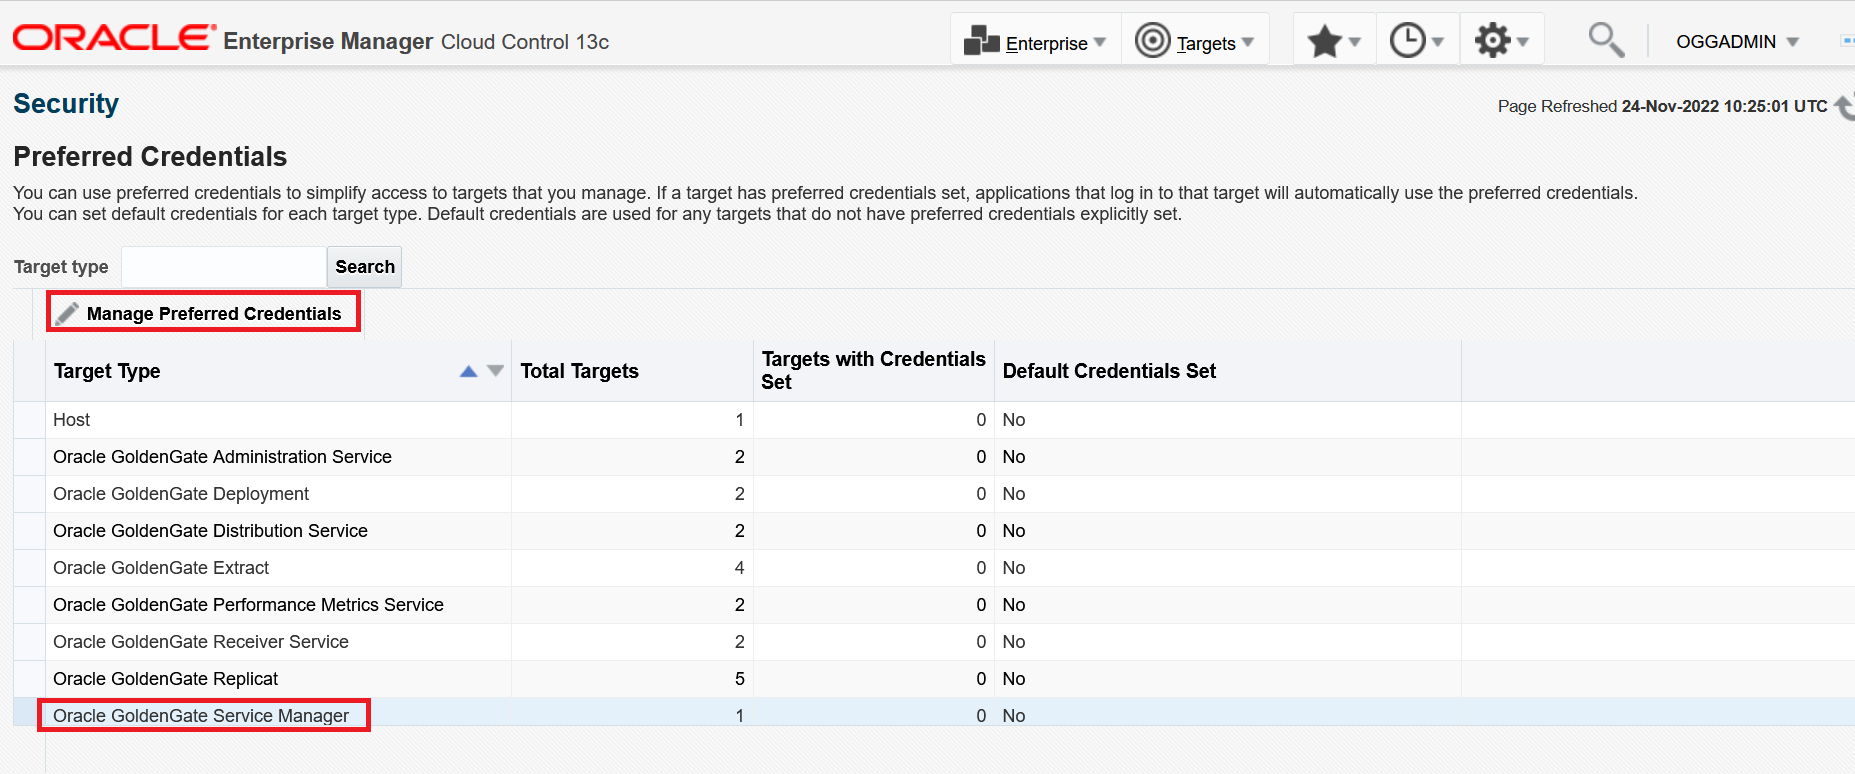 ORACLE Enterprise Manager Cloud Control 13c Enterprise Targets OGGADMIN
Security
Page Refreshed 24-Nov-2022 10:25:01 UTC
Preferred Credentials
You can use preferred credentials to simplify access to targets that you manage. If a target has preferred credentials set, applications that log in to that target will automatically use the preferred credentials.
You can set default credentials for each target type. Default credentials are used for any targets that do not have preferred credentials explicitly set.
Target type Search
Manage Preferred Credentials
Target Type Total Targets Targets with Credentials Set Default Credentials Set
Host 1 0 No
Oracle GoldenGate Administration Service 2 0 No
Oracle GoldenGate Deployment 2 0 No
Oracle GoldenGate Distribution Service 2 0 No
Oracle GoldenGate Extract 4 0 No
Oracle GoldenGate Performance Metrics Service 2 0 No
Oracle GoldenGate Receiver Service 2 0 No
Oracle GoldenGate Replicat 5 0 No
Oracle GoldenGate Service Manager 1 0 No